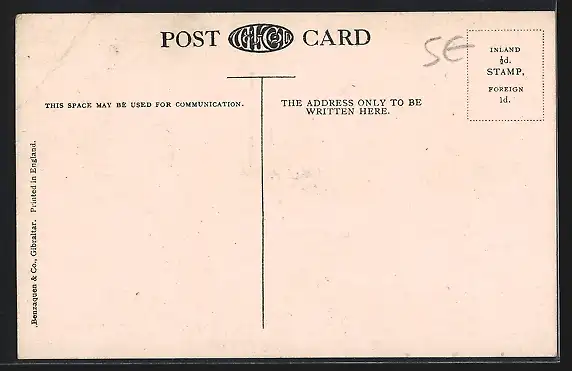 POST CARD
5E
INLAND
½d.
STAMP,
FOREIGN
1d.
THIS SPACE MAY BE USED FOR COMMUNICATION.
THE ADDRESS ONLY TO BE
WRITTEN HERE.
Benzaquen & Co., Gibraltar. Printed in England.